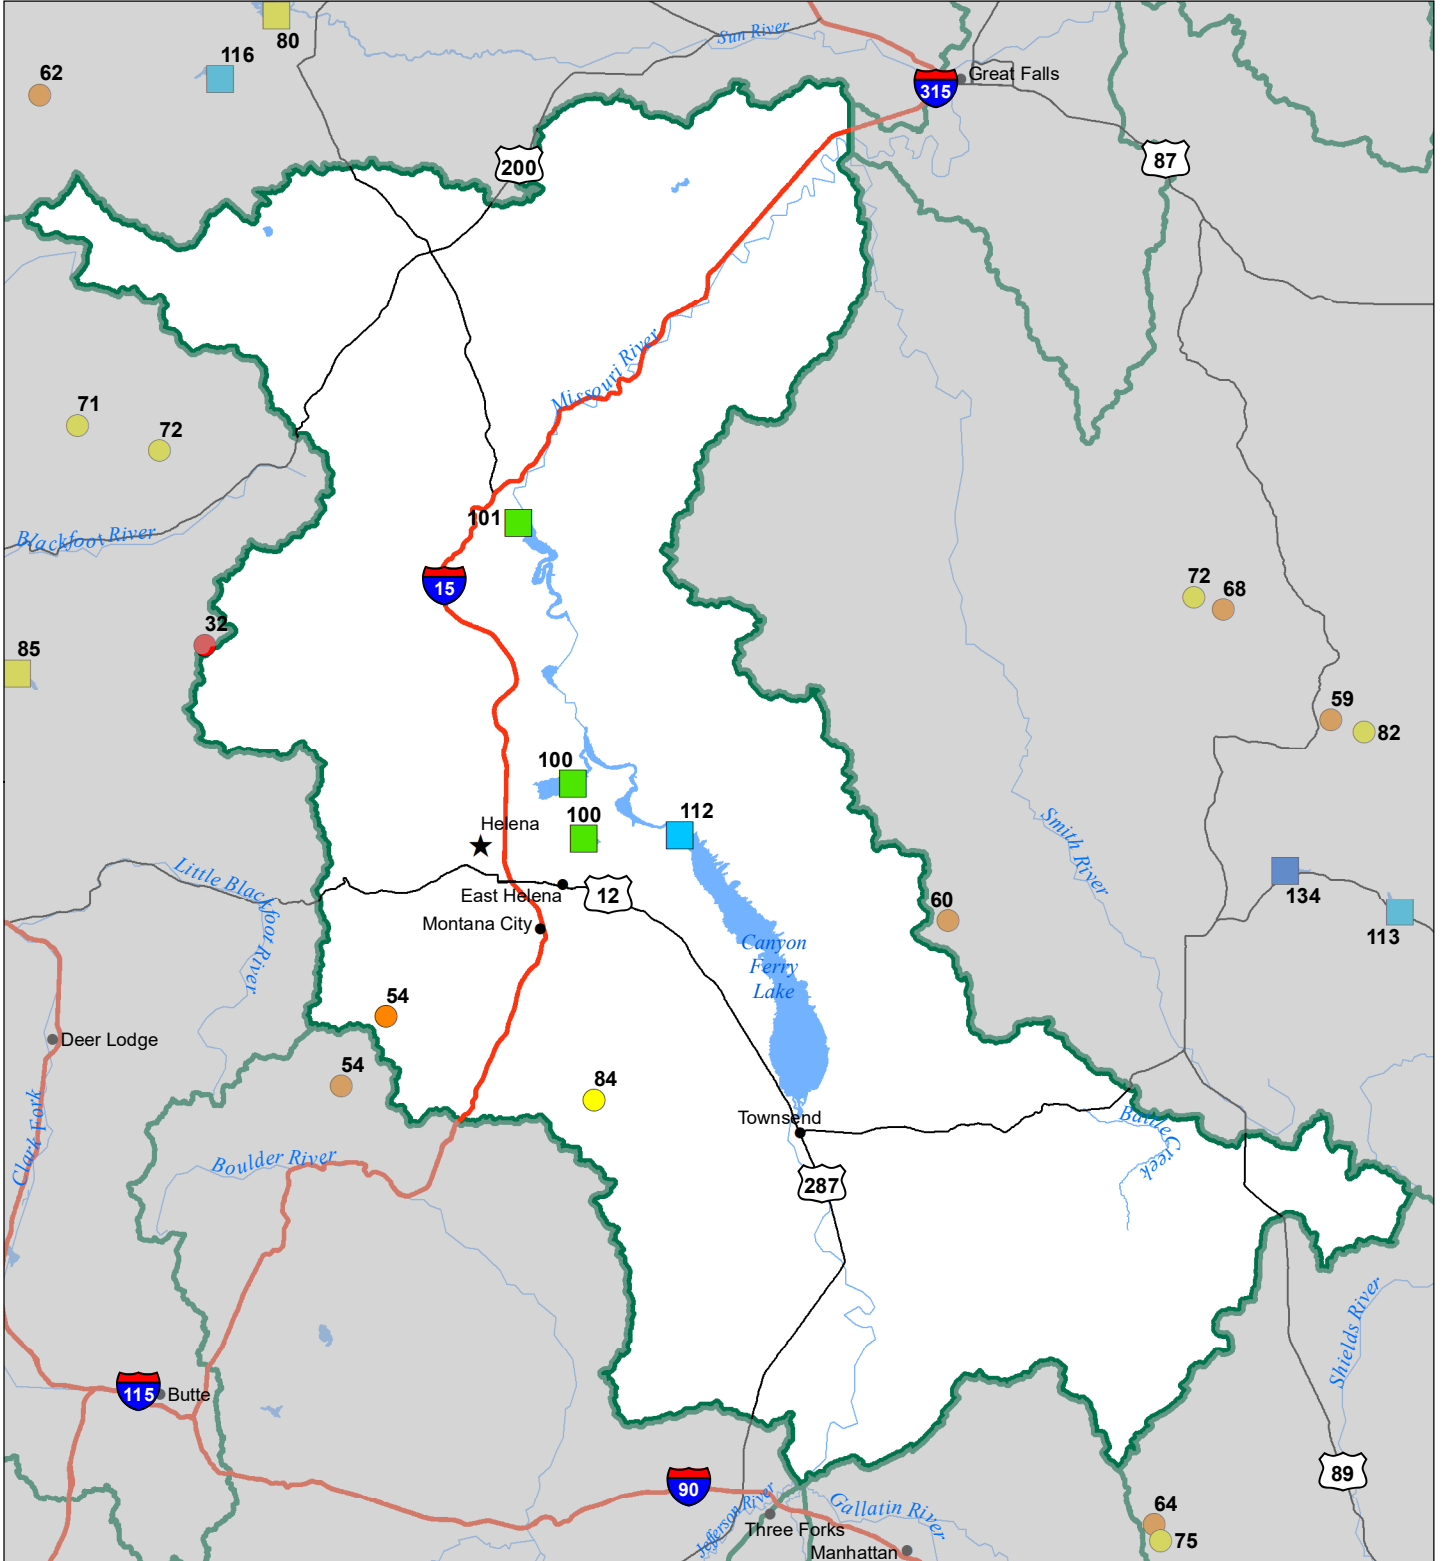 80
Sun River
116
62
Great Falls
315
200
87
Missouri River
71
72
101
Blackfoot River
15
72
68
32
85
59
82
100
112
100
Helena
Smith River
Little Blackfoot River
East Helena
12
134
60
Montana City
113
Canyon
Ferry
Lake
54
Deer Lodge
54
84
Clark Fork
Townsend
Battle Creek
Boulder River
287
Shields River
115
Butte
89
90
Jefferson River
Gallatin River
64
Three Forks
75
Manhattan